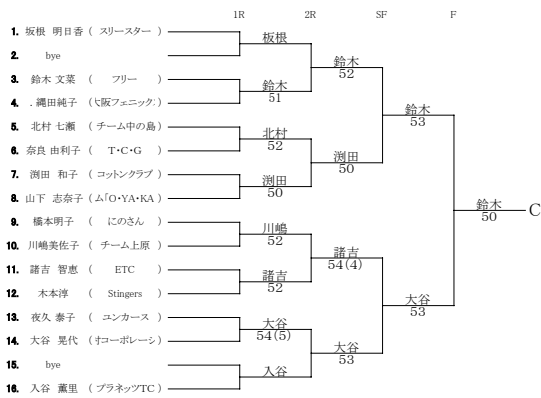 1R 2R SF F
1. 坂根 明日香 ( スリースター )
2. bye
3. 鈴木 文菜 ( フリー )
4. . 縄田純子 (大阪フェニックス
5. 北村 七瀬 ( チーム中の島 )
6. 奈良 由利子 ( T・C・G )
7. 渕田 和子 ( コットンクラブ )
8. 山下 志奈子 (ム「O・YA・KA
9. 橋本明子 ( にのさん )
10. 川嶋美佐子 ( チーム上原 )
11. 諸吉 智恵 ( ETC )
12. 木本淳 ( Stingers )
13. 夜久 泰子 ( ユンカース )
14. 大谷 晃代 (オコーポレーシ)
15. bye
16. 入谷 薫里 ( プラネッツTC )
板根
鈴木
51
北村
52
渕田
50
川嶋
52
諸吉
52
大谷
54(5)
入谷
鈴木
52
渕田
50
諸吉
54(4)
大谷
53
鈴木
53
大谷
53
鈴木
50
C